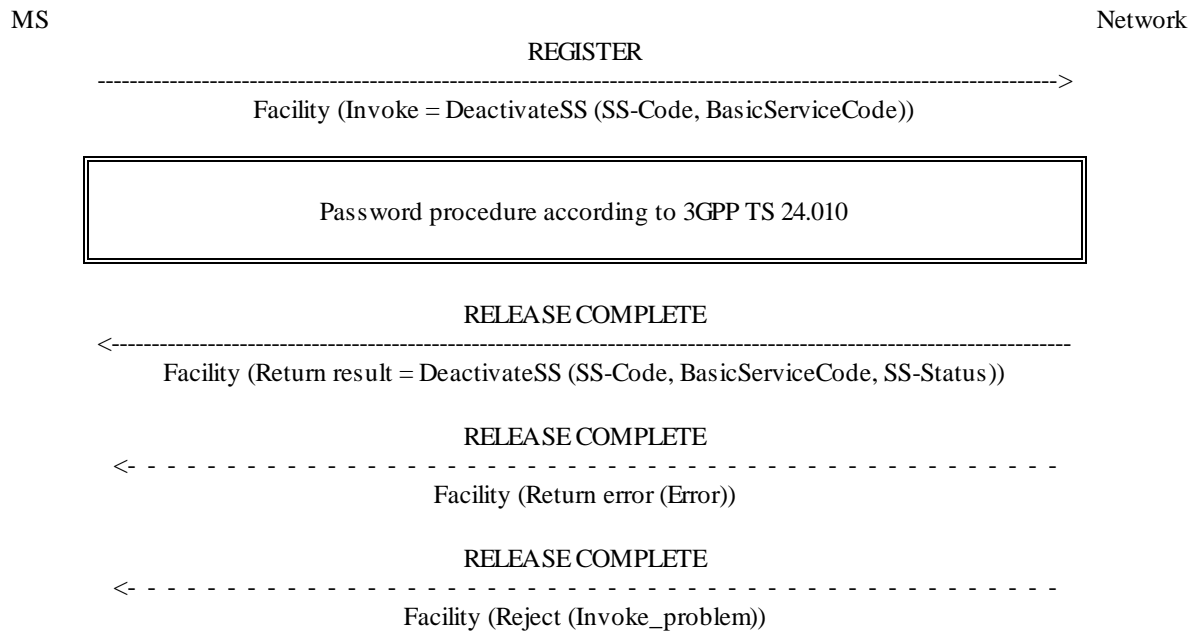 MS Network
REGISTER
------------------------------------------------------------------------------------------------------------------------>
Facility (Invoke = DeactivateSS (SS-Code, BasicServiceCode))
Password procedure according to 3GPP TS 24.010
RELEASE COMPLETE
<------------------------------------------------------------------------------------------------------------------------
Facility (Return result = DeactivateSS (SS-Code, BasicServiceCode, SS-Status))
RELEASE COMPLETE
<- - - - - - - - - - - - - - - - - - - - - - - - - - - - - - - - - - - - - - - - - - - - - - -
Facility (Return error (Error))
RELEASE COMPLETE
<- - - - - - - - - - - - - - - - - - - - - - - - - - - - - - - - - - - - - - - - - - - - - - -
Facility (Reject (Invoke_problem))